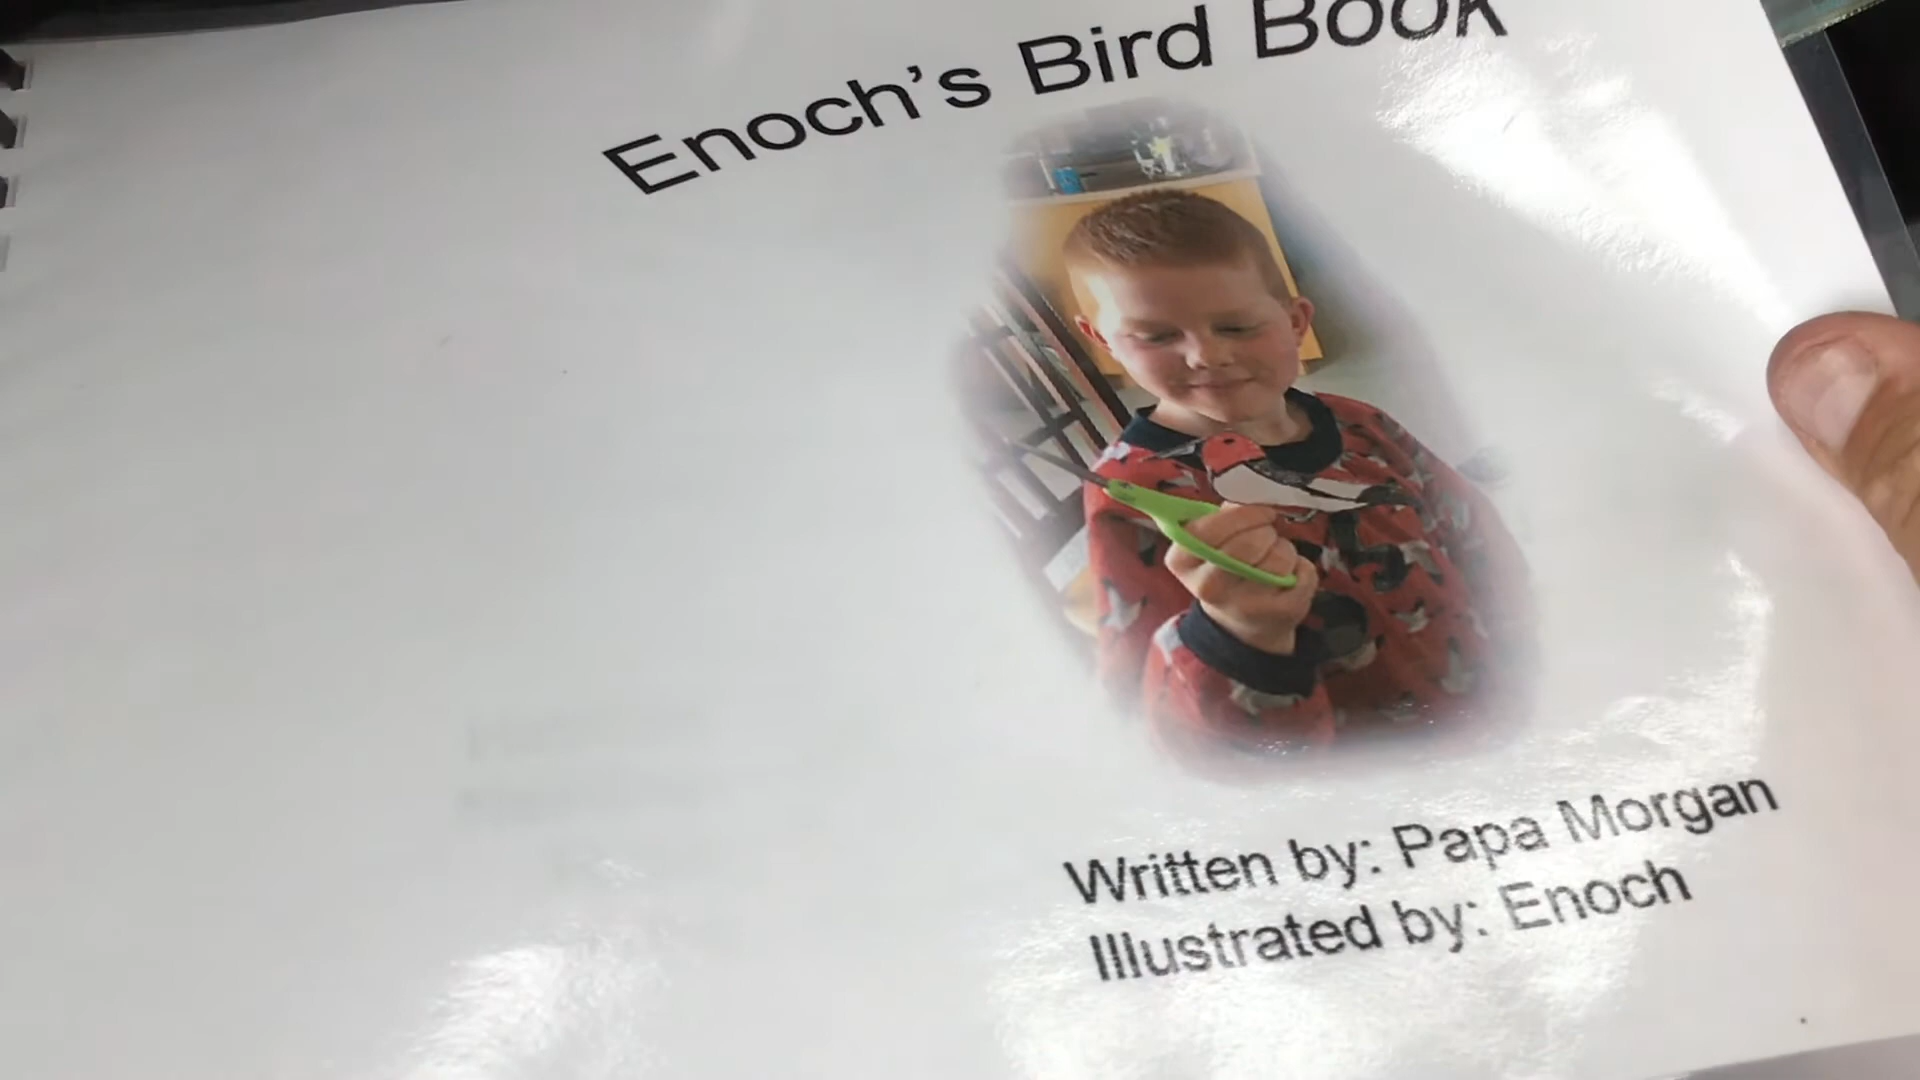 Enoch's Bird Book
Written by: Papa Morgan
Illustrated by: Enoch